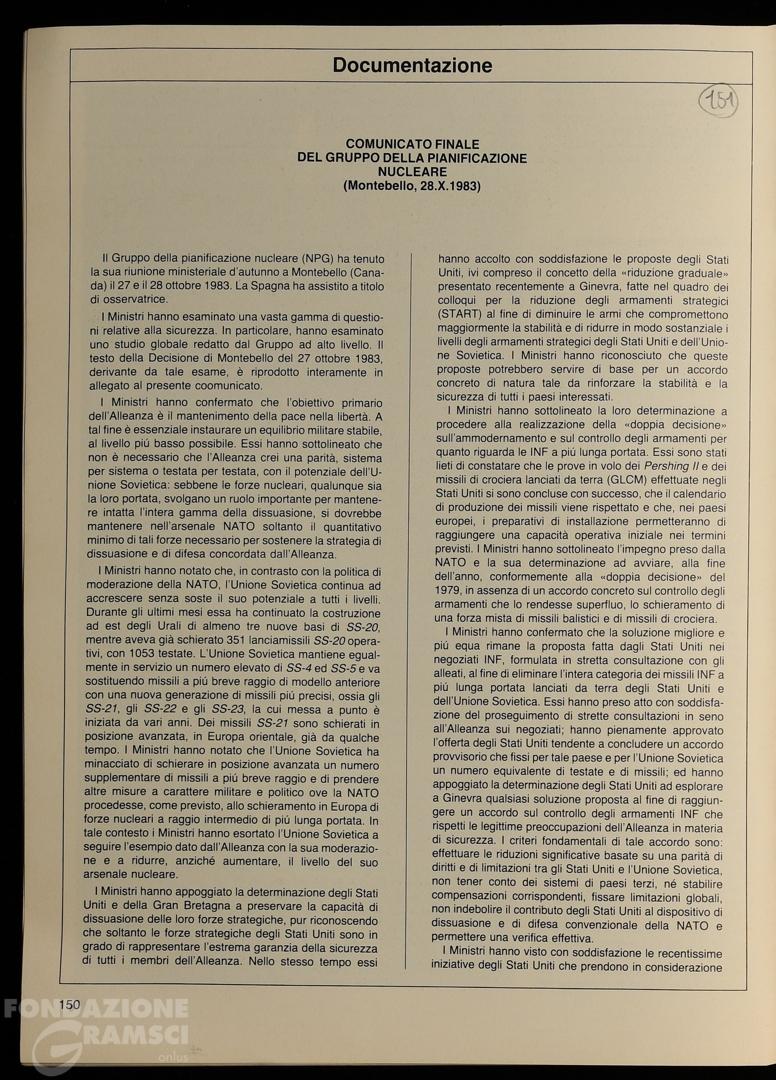 Documentazione
151
COMUNICATO FINALE
DEL GRUPPO DELLA PIANIFICAZIONE
NUCLEARE
(Montebello, 28.X.1983)
Il Gruppo della pianificazione nucleare (NPG) ha tenuto
la sua riunione ministeriale d'autunno a Montebello (Cana-
da) il 27 e il 28 ottobre 1983. La Spagna ha assistito a titolo
di osservatrice.
I Ministri hanno esaminato una vasta gamma di questio-
ni relative alla sicurezza. In particolare, hanno esaminato
uno studio globale redatto dal Gruppo ad alto livello. Il
testo della Decisione di Montebello del 27 ottobre 1983,
derivante da tale esame, è riprodotto interamente in
allegato al presente coomunicato.
I Ministri hanno confermato che l'obiettivo primario
dell'Alleanza è il mantenimento della pace nella libertà. A
tal fine è essenziale instaurare un equilibrio militare stabile,
al livello piú basso possibile. Essi hanno sottolineato che
non è necessario che l'Alleanza crei una parità, sistema
per sistema o testata per testata, con il potenziale dell'U-
nione Sovietica: sebbene le forze nucleari, qualunque sia
la loro portata, svolgano un ruolo importante per mantene-
re intatta l'intera gamma della dissuasione, si dovrebbe
mantenere nell'arsenale NATO soltanto il quantitativo
minimo di tali forze necessario per sostenere la strategia di
dissuasione e di difesa concordata dall'Alleanza.
I Ministri hanno notato che, in contrasto con la politica di
moderazione della NATO, l'Unione Sovietica continua ad
accrescere senza soste il suo potenziale a tutti i livelli.
Durante gli ultimi mesi essa ha continuato la costruzione
ad est degli Urali di almeno tre nuove basi di SS-20,
mentre aveva già schierato 351 lanciamissili SS-20 opera-
tivi, con 1053 testate. L'Unione Sovietica mantiene egual-
mente in servizio un numero elevato di SS-4 ed SS-5 e va
sostituendo missili a piú breve raggio di modello anteriore
con una nuova generazione di missili piú precisi, ossia gli
SS-21, gli SS-22 e gli SS-23, la cui messa a punto è
iniziata da vari anni. Dei missili SS-21 sono schierati in
posizione avanzata, in Europa orientale, già da qualche
tempo. I Ministri hanno notato che l'Unione Sovietica ha
minacciato di schierare in posizione avanzata un numero
supplementare di missili a piú breve raggio e di prendere
altre misure a carattere militare e politico ove la NATO
procedesse, come previsto, allo schieramento in Europa di
forze nucleari a raggio intermedio di piú lunga portata. In
tale contesto i Ministri hanno esortato l'Unione Sovietica a
seguire l'esempio dato dall'Alleanza con la sua moderazio-
ne e a ridurre, anziché aumentare, il livello del suo
arsenale nucleare.
I Ministri hanno appoggiato la determinazione degli Stati
Uniti e della Gran Bretagna a preservare la capacità di
dissuasione delle loro forze strategiche, pur riconoscendo
che soltanto le forze strategiche degli Stati Uniti sono in
grado di rappresentare l'estrema garanzia della sicurezza
di tutti i membri dell'Alleanza. Nello stesso tempo essi
hanno accolto con soddisfazione le proposte degli Stati
Uniti, ivi compreso il concetto della «riduzione graduale»
presentato recentemente a Ginevra, fatte nel quadro dei
colloqui per la riduzione degli armamenti strategici
(START) al fine di diminuire le armi che compromettono
maggiormente la stabilità e di ridurre in modo sostanziale i
livelli degli armamenti strategici degli Stati Uniti e dell'Unio-
ne Sovietica. I Ministri hanno riconosciuto che queste
proposte potrebbero servire di base per un accordo
concreto di natura tale da rinforzare la stabilità e la
sicurezza di tutti i paesi interessati.
I Ministri hanno sottolineato la loro determinazione a
procedere alla realizzazione della «doppia decisione»
sull'ammodernamento e sul controllo degli armamenti per
quanto riguarda le INF a piú lunga portata. Essi sono stati
lieti di constatare che le prove in volo dei Pershing II e dei
missili di crociera lanciati da terra (GLCM) effettuate negli
Stati Uniti si sono concluse con successo, che il calendario
di produzione dei missili viene rispettato e che, nei paesi
europei, i preparativi di installazione permetteranno di
raggiungere una capacità operativa iniziale nei termini
previsti. I Ministri hanno sottolineato l'impegno preso dalla
NATO e la sua determinazione ad avviare, alla fine
dell'anno, conformemente alla «doppia decisione» del
1979, in assenza di un accordo concreto sul controllo degli
armamenti che lo rendesse superfluo, lo schieramento di
una forza mista di missili balistici e di missili di crociera.
I Ministri hanno confermato che la soluzione migliore e
piú equa rimane la proposta fatta dagli Stati Uniti nei
negoziati INF, formulata in stretta consultazione con gli
alleati, al fine di eliminare l'intera categoria dei missili INF a
piú lunga portata lanciati da terra degli Stati Uniti e
dell'Unione Sovietica. Essi hanno preso atto con soddisfa-
zione del proseguimento di strette consultazioni in seno
all'Alleanza sui negoziati; hanno pienamente approvato
l'offerta degli Stati Uniti tendente a concludere un accordo
provvisorio che fissi per tale paese e per l'Unione Sovietica
un numero equivalente di testate e di missili; ed hanno
appoggiato la determinazione degli Stati Uniti ad esplorare
a Ginevra qualsiasi soluzione proposta al fine di raggiun-
gere un accordo sul controllo degli armamenti INF che
rispetti le legittime preoccupazioni dell'Alleanza in materia
di sicurezza. I criteri fondamentali di tale accordo sono:
effettuare le riduzioni significative basate su una parità di
diritti e di limitazioni tra gli Stati Uniti e l'Unione Sovietica,
non tener conto dei sistemi di paesi terzi, né stabilire
compensazioni corrispondenti, fissare limitazioni globali,
non indebolire il contributo degli Stati Uniti al dispositivo di
dissuasione e di difesa convenzionale della NATO e
permettere una verifica effettiva.
I Ministri hanno visto con soddisfazione le recentissime
iniziative degli Stati Uniti che prendono in considerazione
150
FONDAZIONE
GRAMSCI
onlus